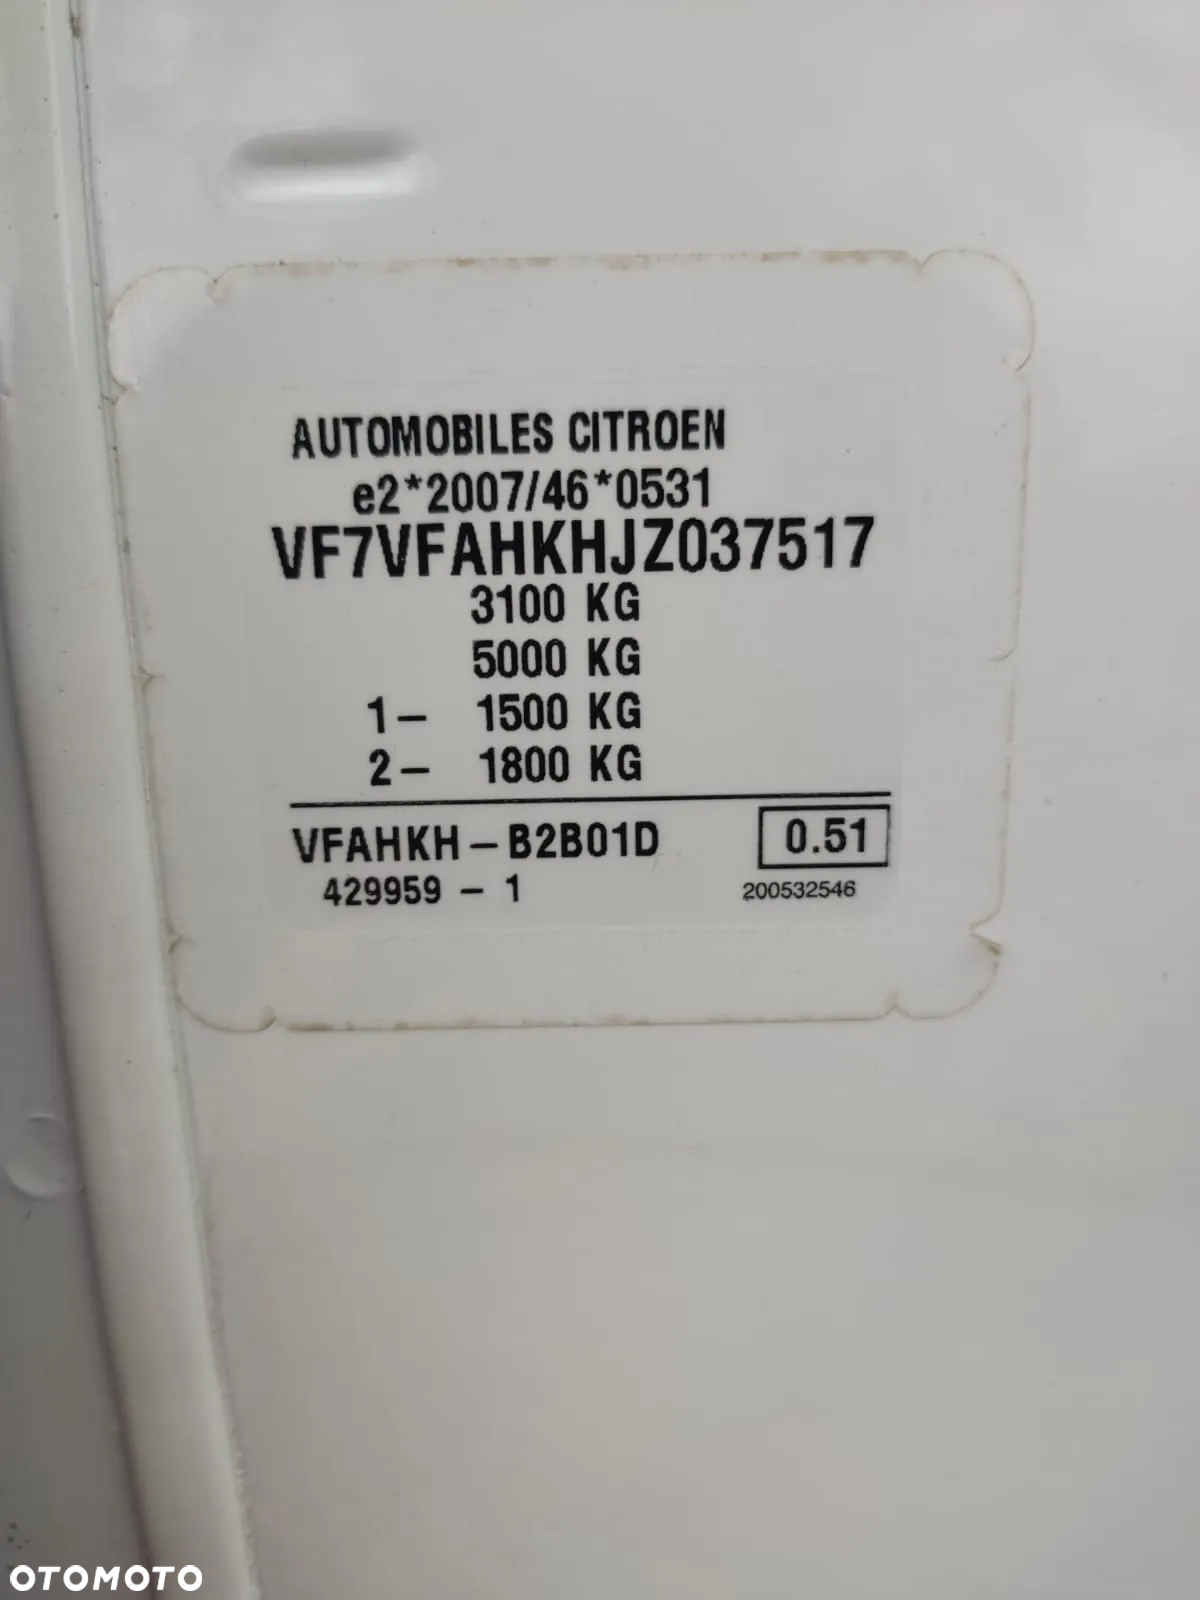 AUTOMOBILES CITROEN
e2*2007/46*0531
VF7VFAHKHJZ037517
3100 KG
5000 KG
1- 1500 KG
2- 1800 KG
VFAHKH-B2B01D 0.51
429959 - 1 200532546
OTOMOTO